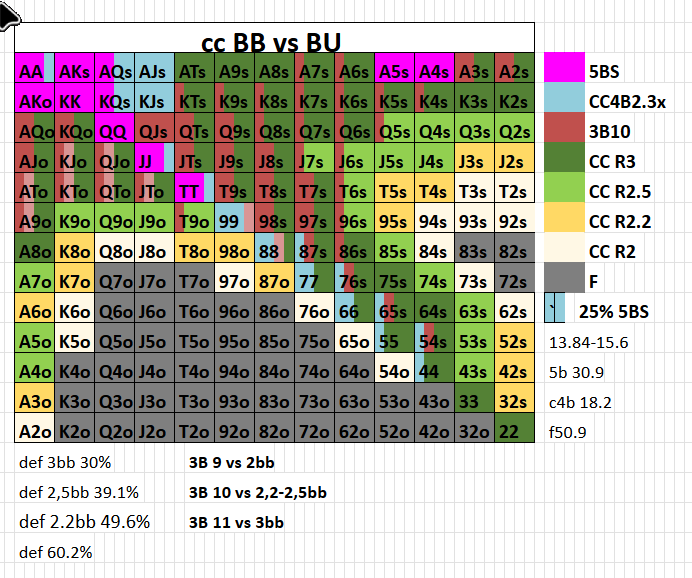 cc BB vs BU
AA AKs AQs AJs ATs A9s A8s A7s A6s A5s A4s A3s A2s 5BS
AKo KK KQs KJs KTs K9s K8s K7s K6s K5s K4s K3s K2s CC4B2.3x
AQo KQo QQ QJs QTs Q9s Q8s Q7s Q6s Q5s Q4s Q3s Q2s 3B10
AJo KJo QJo JJ JTs J9s J8s J7s J6s J5s J4s J3s J2s CC R3
ATo KTo QTo JTo TT T9s T8s T7s T6s T5s T4s T3s T2s CC R2.5
A9o K9o Q9o J9o T9o 99 98s 97s 96s 95s 94s 93s 92s CC R2.2
A8o K8o Q8o J8o T8o 98o 88 87s 86s 85s 84s 83s 82s CC R2
A7o K7o Q7o J7o T7o 97o 87o 77 76s 75s 74s 73s 72s F
A6o K6o Q6o J6o T6o 96o 86o 76o 66 65s 64s 63s 62s 25% 5BS
A5o K5o Q5o J5o T5o 95o 85o 75o 65o 55 54s 53s 52s 13.84-15.6
A4o K4o Q4o J4o T4o 94o 84o 74o 64o 54o 44 43s 42s 5b 30.9
A3o K3o Q3o J3o T3o 93o 83o 73o 63o 53o 43o 33 32s c4b 18.2
A2o K2o Q2o J2o T2o 92o 82o 72o 62o 52o 42o 32o 22 f50.9
def 3bb 30% 3B 9 vs 2bb
def 2,5bb 39.1% 3B 10 vs 2,2-2,5bb
def 2.2bb 49.6% 3B 11 vs 3bb
def 60.2%